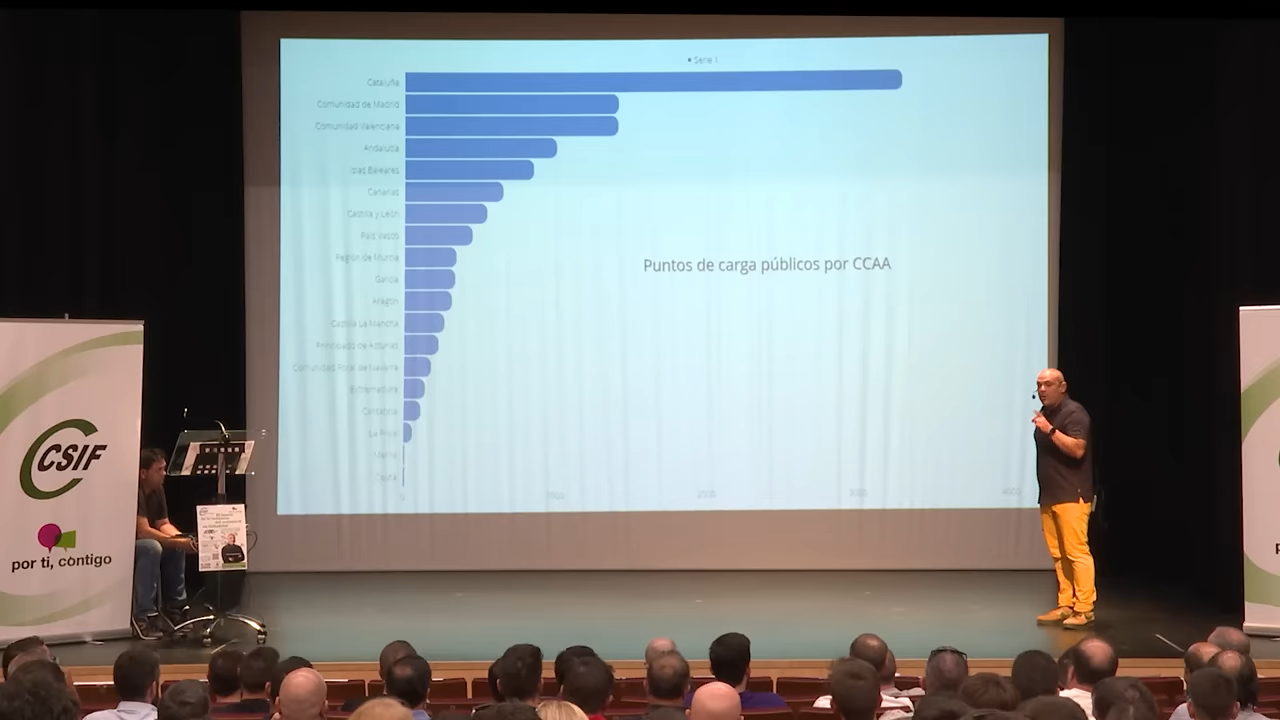 Serie 1
Cataluña
Comunidad de Madrid
Comunidad Valenciana
Andalucía
Islas Baleares
Canarias
Castilla y León
País Vasco
Región de Murcia
Galicia
Aragón
Castilla La Mancha
Principado de Asturias
Comunidad Foral de Navarra
Extremadura
Cantabria
La Rioja
Melilla
Ceuta
0
1000
2000
3000
4000
Puntos de carga públicos por CCAA
CSIF
por ti, contigo